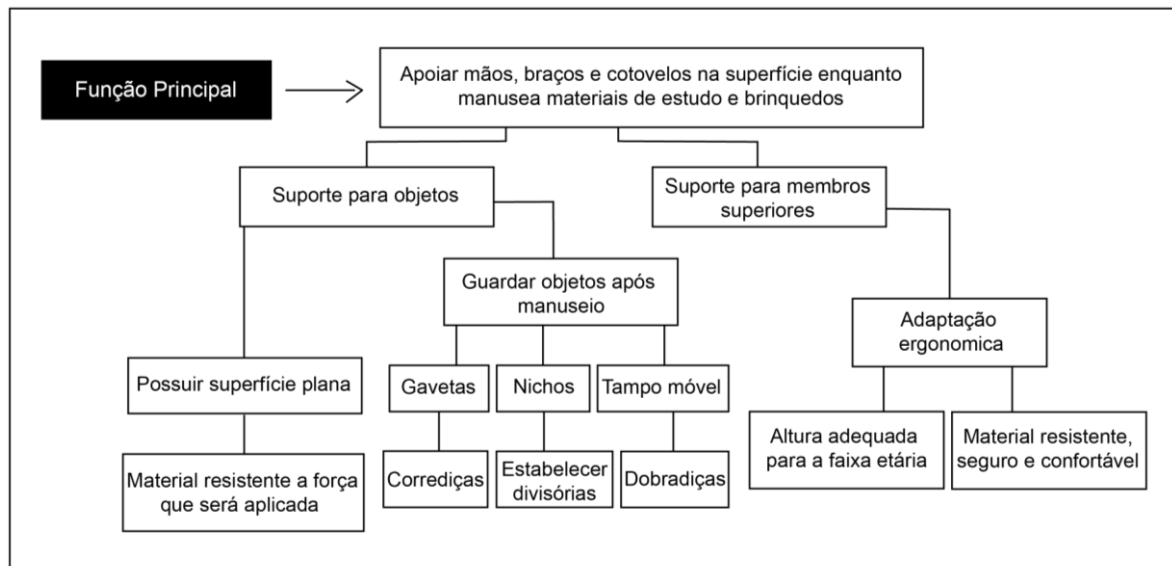 Função Principal
Apoiar mãos, braços e cotovelos na superfície enquanto
manusea materiais de estudo e brinquedos
Suporte para objetos
Suporte para membros
superiores
Guardar objetos após
manuseio
Adaptação
ergonomica
Possuir superfície plana
Gavetas
Nichos
Tampo móvel
Altura adequada
para a faixa etária
Material resistente,
seguro e confortável
Material resistente a força
que será aplicada
Corrediças
Estabelecer
divisórias
Dobradiças